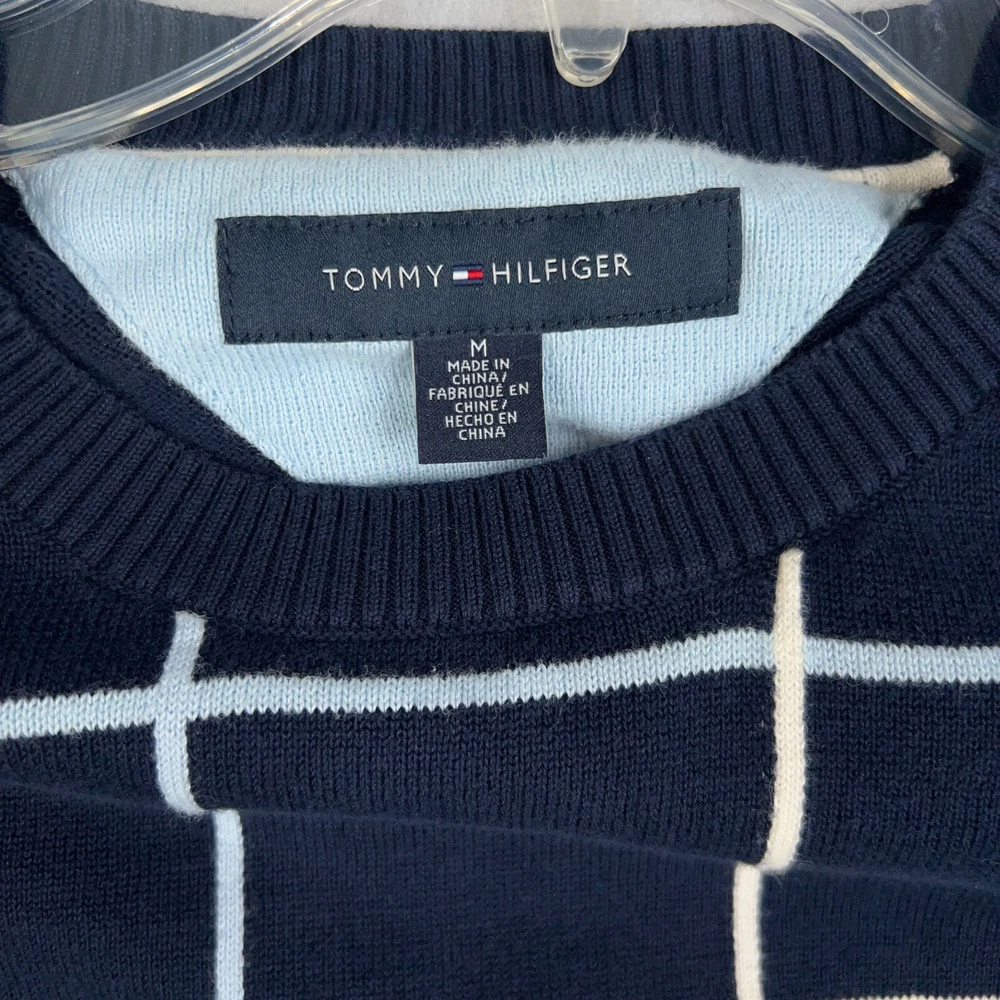 TOMMY HILFIGER
M
MADE IN
CHINA/
FABRIQUÉ EN
CHINE/
HECHO EN
CHINA